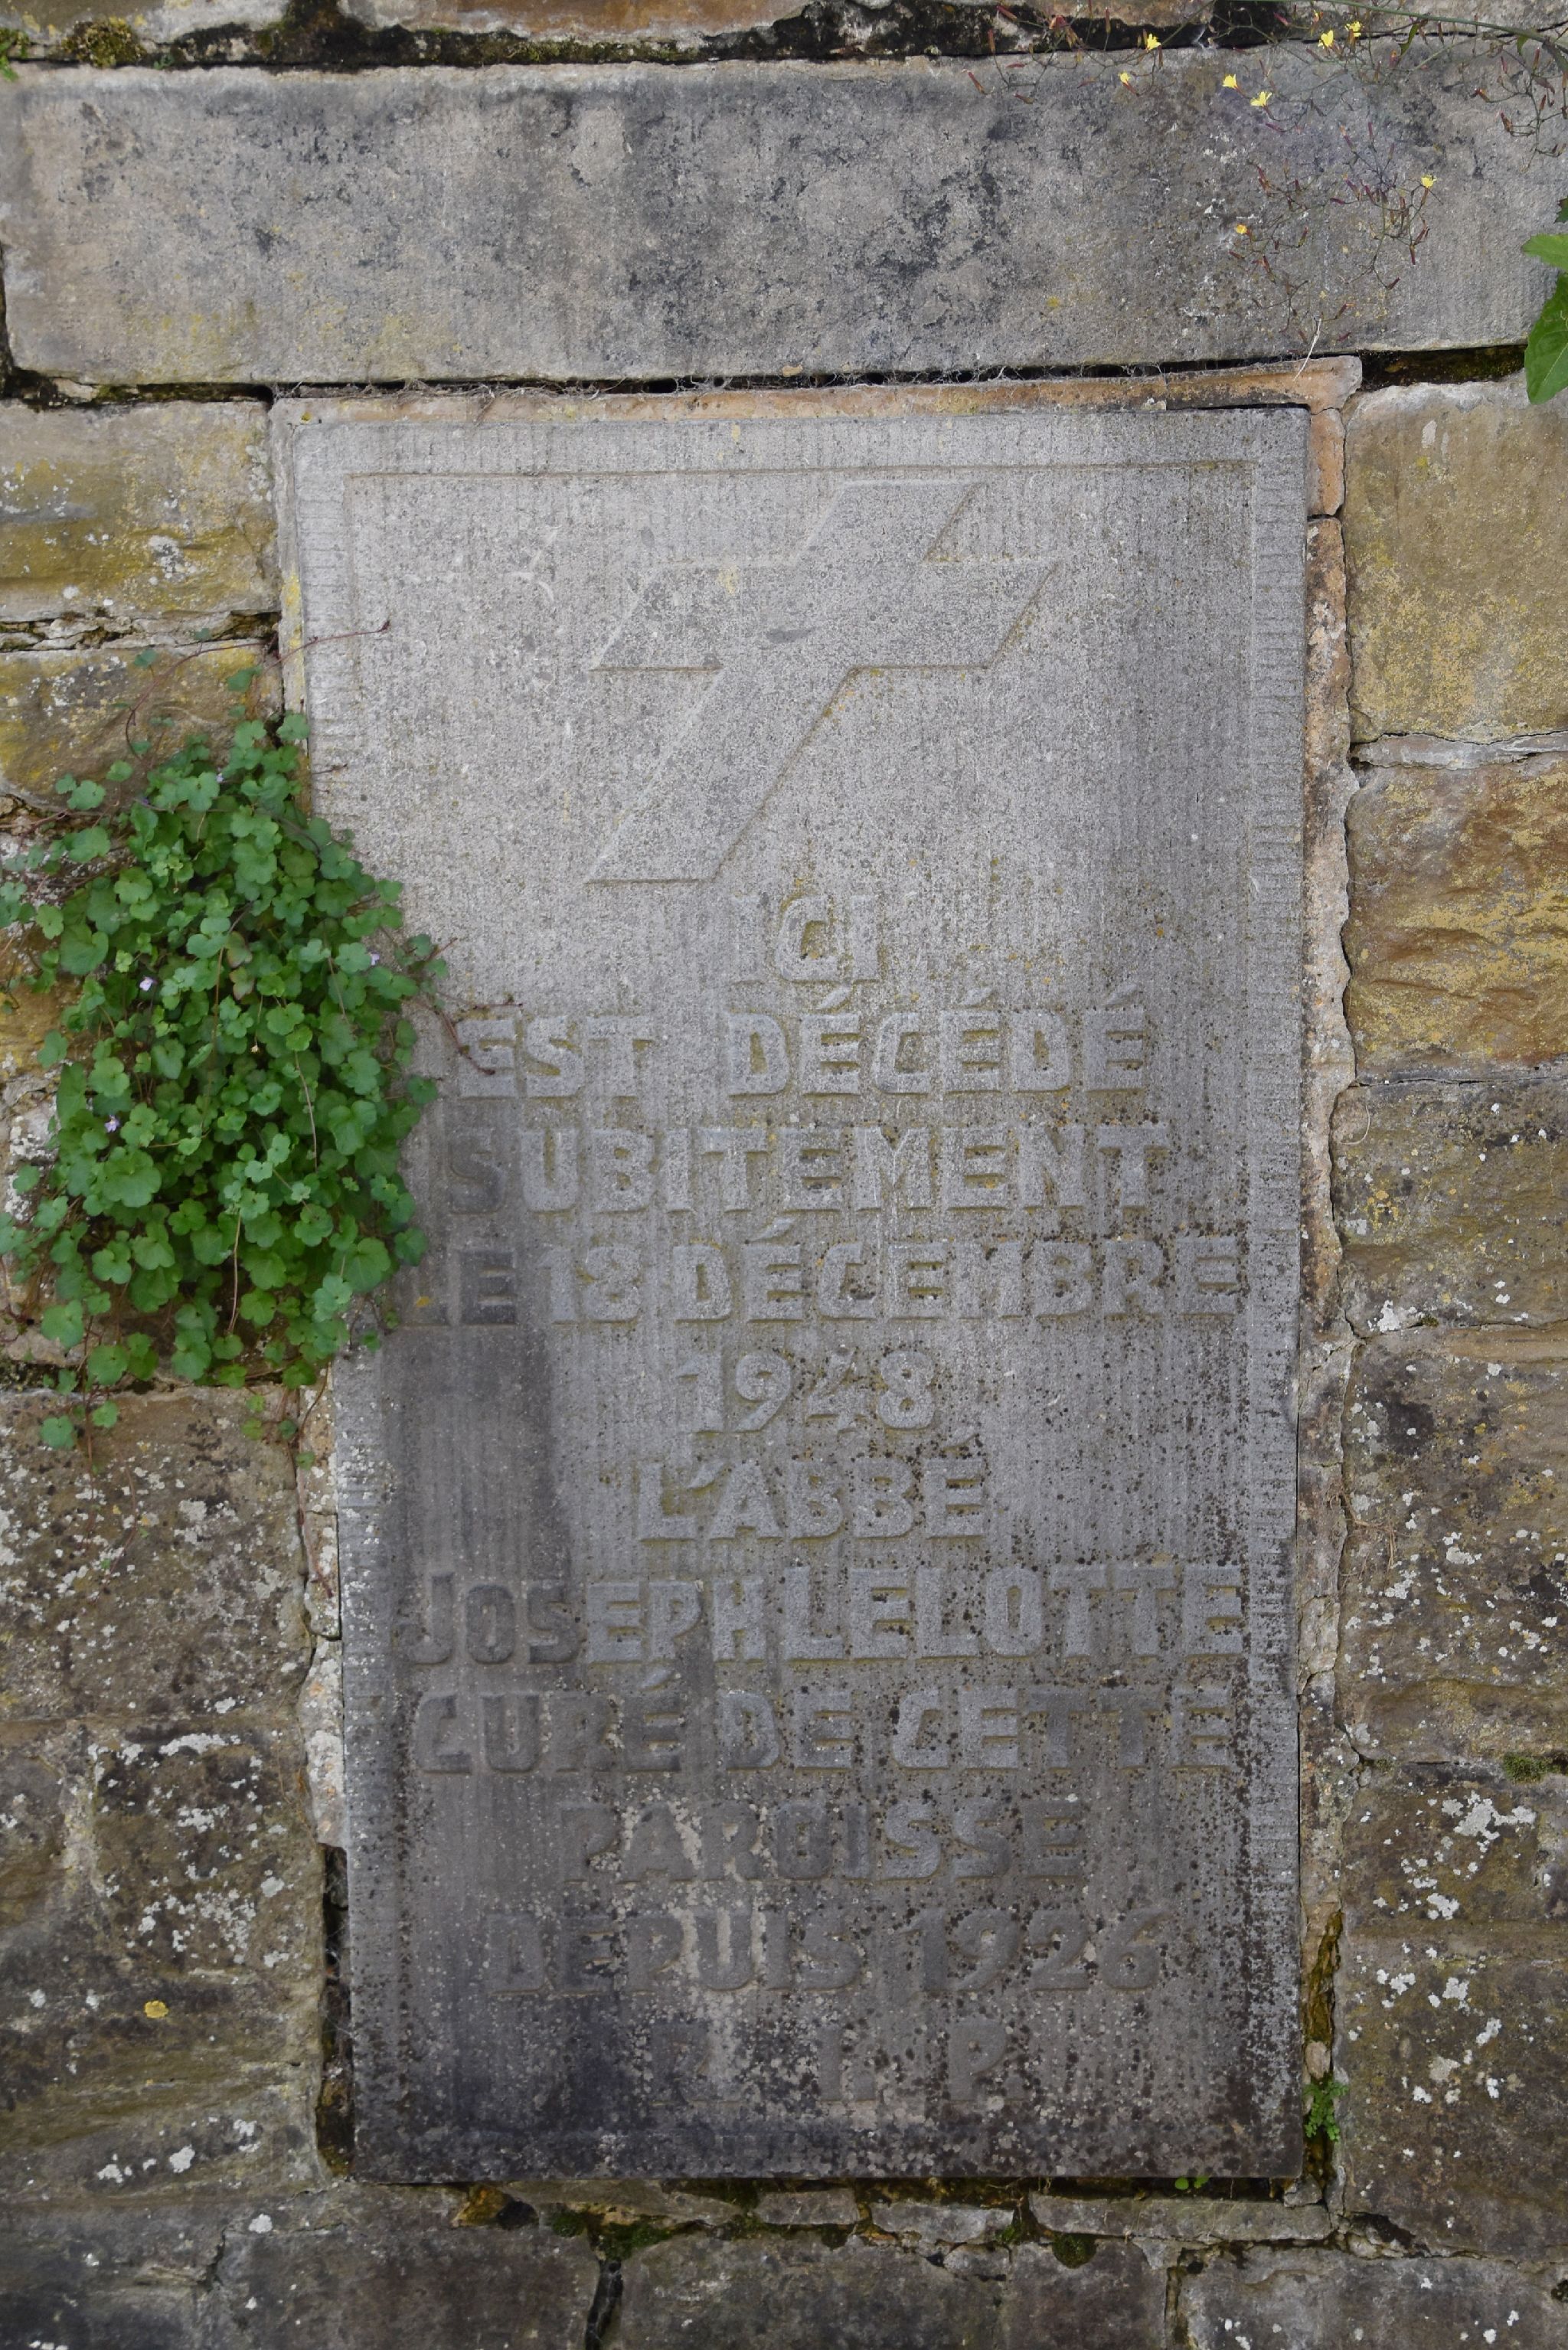 ICI
EST DÉCÉDÉ
SUBITEMENT
LE 18 DÉCEMBRE
1948
L'ABBÉ
JOSEPH LELOTTE
CURÉ DE CETTE
PAROISSE
DEPUIS 1926
R. I. P.